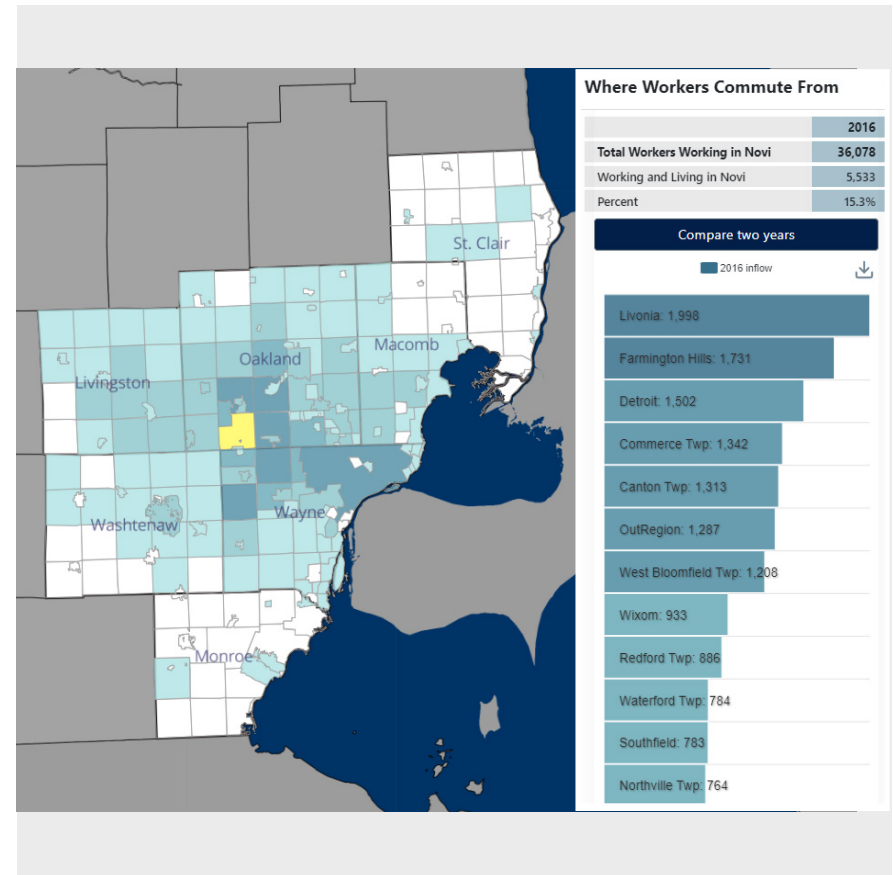 Where Workers Commute From
2016
Total Workers Working in Novi 36,078
Working and Living in Novi 5,533
Percent 15.3%
Compare two years
2016 inflow
Livonia: 1,998
Farmington Hills: 1,731
Detroit: 1,502
Commerce Twp: 1,342
Canton Twp: 1,313
OutRegion: 1,287
West Bloomfield Twp: 1,208
Wixom: 933
Redford Twp: 886
Waterford Twp: 784
Southfield: 783
Northville Twp: 764
St. Clair
Macomb
Oakland
Livingston
Washtenaw
Wayne
Monroe